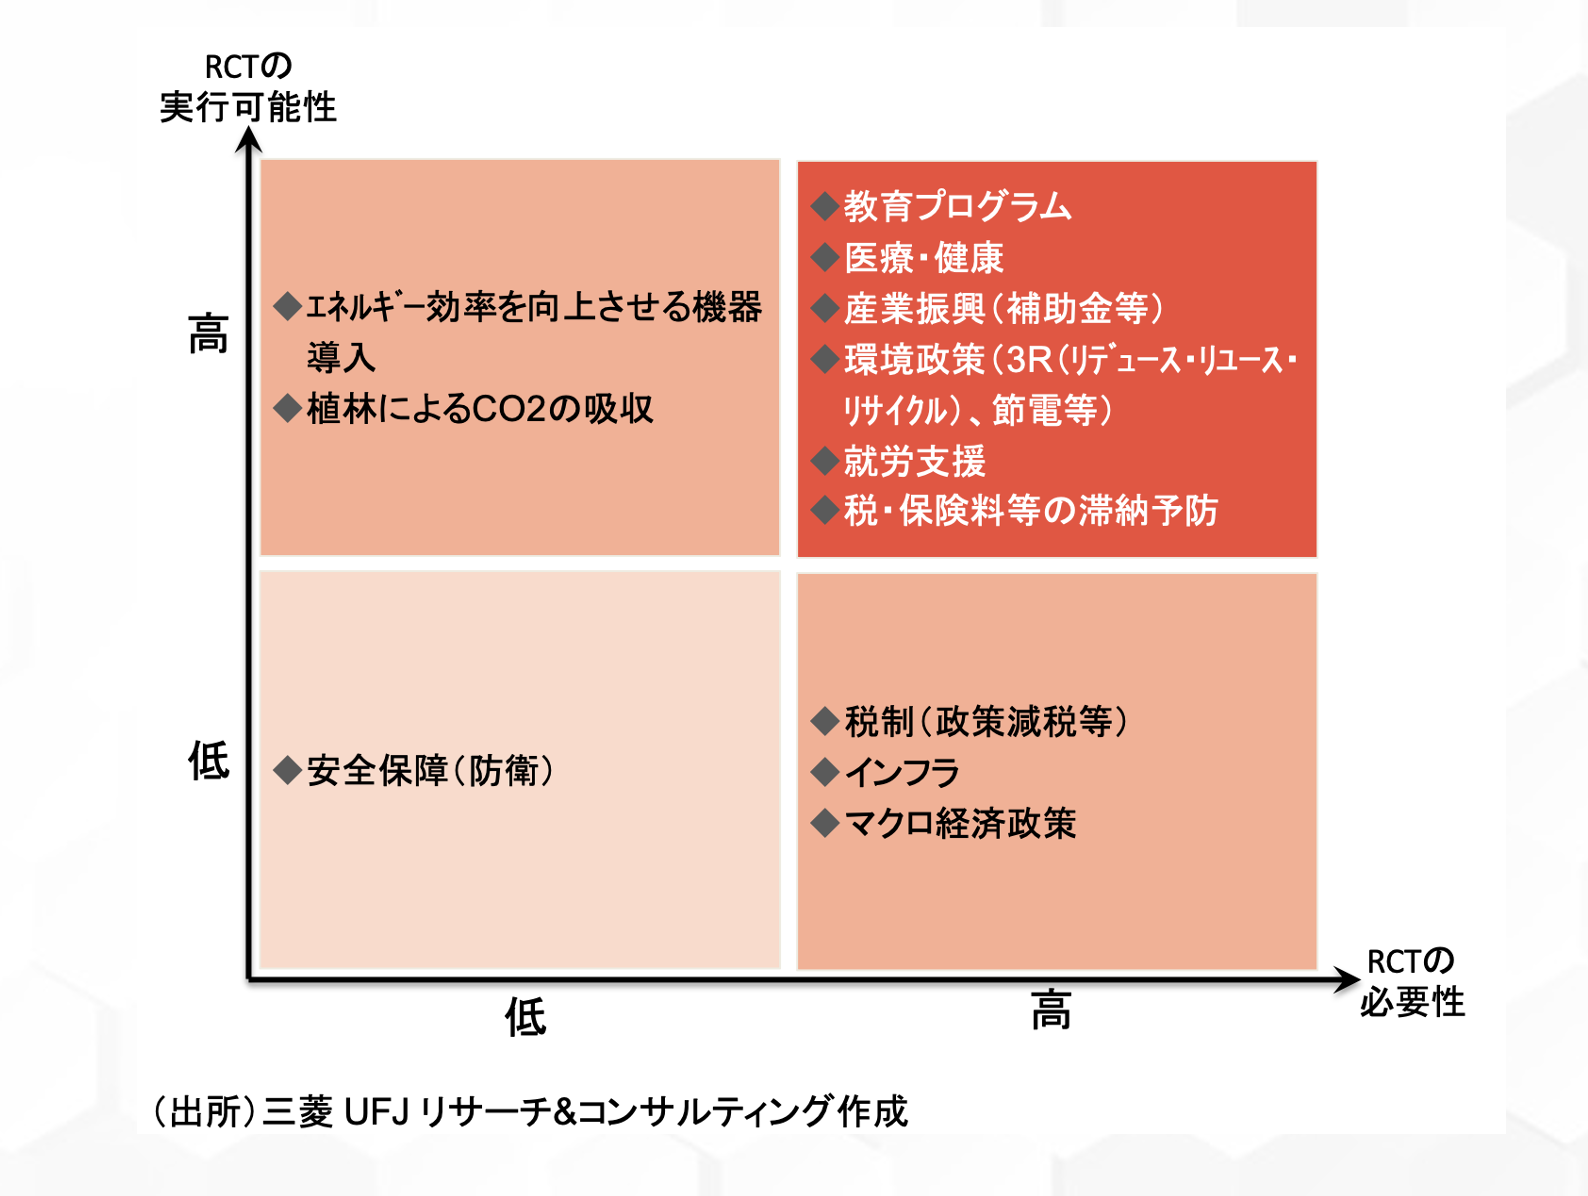 RCTの
実行可能性
高
◆ｴﾈﾙｷﾞｰ効率を向上させる機器
導入
◆植林によるCO2の吸収
◆教育プログラム
◆医療・健康
◆産業振興（補助金等）
◆環境政策（3R（ﾘﾃﾞｭｰｽ・ﾘﾕｰｽ・
ﾘｻｲｸﾙ）、節電等）
◆就労支援
◆税・保険料等の滞納予防
低
◆安全保障（防衛）
◆税制（政策減税等）
◆インフラ
◆マクロ経済政策
低
高
RCTの
必要性
（出所）三菱 UFJ リサーチ&コンサルティング作成